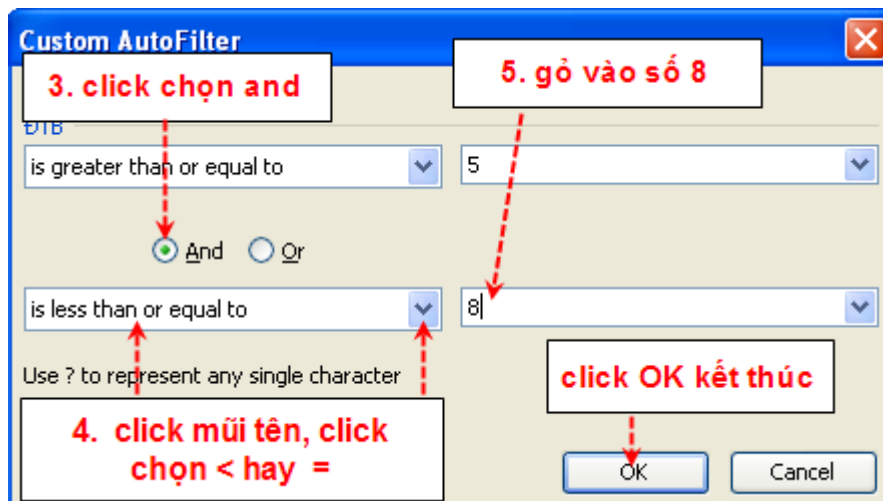 Custom AutoFilter
3. click chọn and
5. gỏ vào số 8
ĐTB
is greater than or equal to
5
And
Or
is less than or equal to
8
Use ? to represent any single character
click OK kết thúc
4. click mũi tên, click
chọn < hay =
OK
Cancel